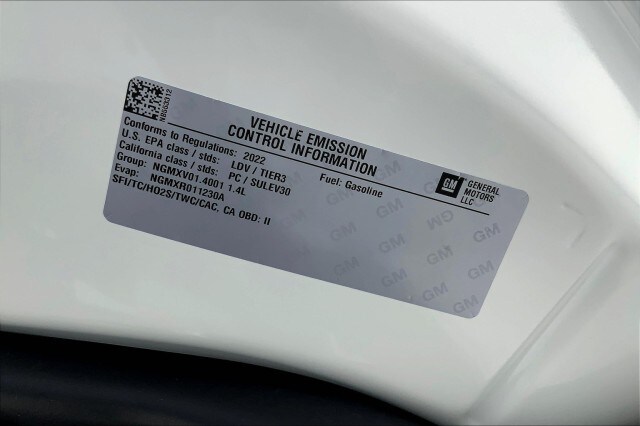 VEHICLE EMISSION
CONTROL INFORMATION
Conforms to Regulations: 2022
U.S. EPA class / stds: LDV / TIER3
Fuel: Gasoline
California class / stds: PC / SULEV30
Group: NGMXV01.4001 1.4L
Evap: NGMXR011230A
SFI/TC/HO2S/TWC/CAC, CA OBD: II
GM
GENERAL
MOTORS
LLC